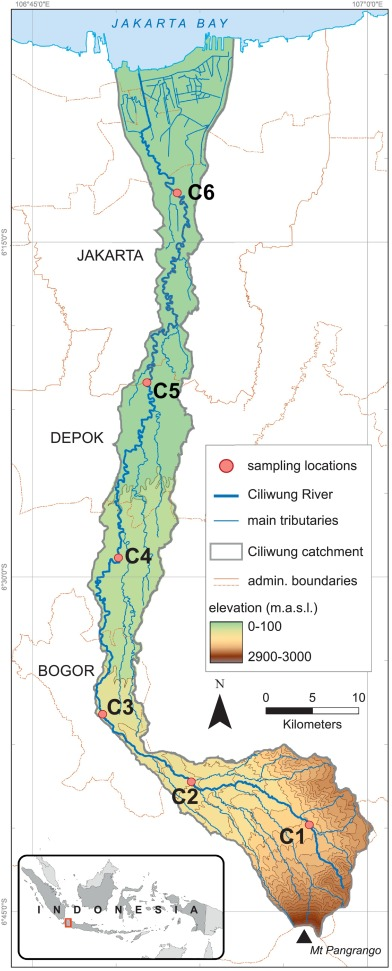 106°45'0"E
107°0'0"E
JAKARTA BAY
C6
6°15'0"S
JAKARTA
C5
DEPOK
sampling locations
Ciliwung River
main tributaries
C4
Ciliwung catchment
6°30'0"S
admin. boundaries
elevation (m.a.s.l.)
0-100
2900-3000
BOGOR
N
C3
0 5 10
Kilometers
C2
C1
INDONESIA
6°45'0"S
Mt Pangrango